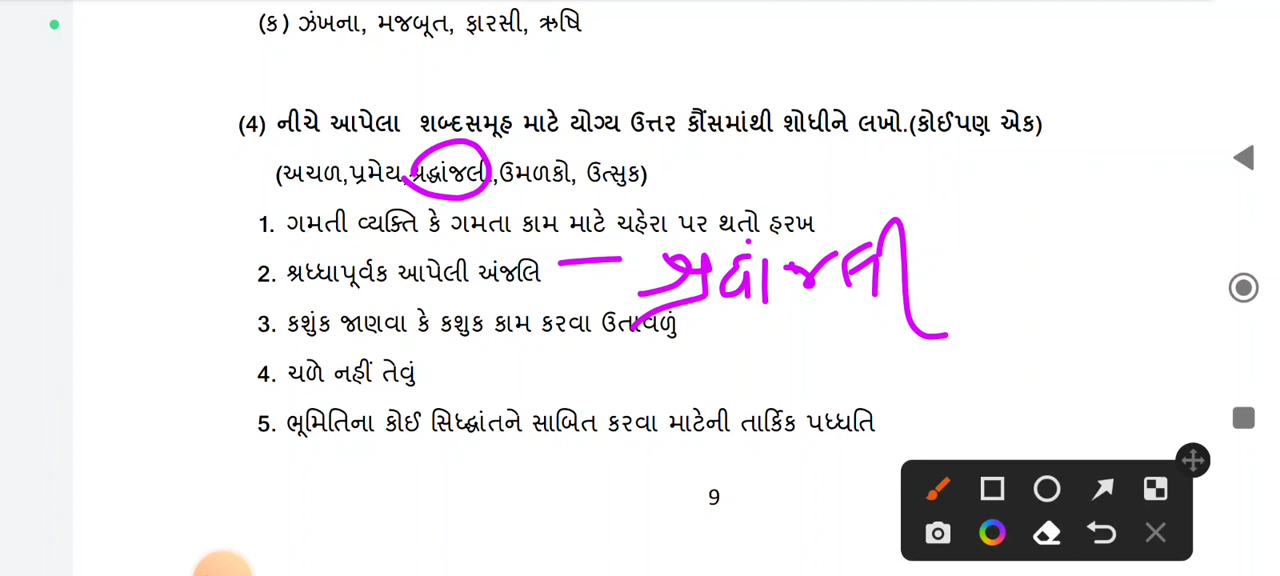 (ક) ઝંખના, મજબૂત, ફારસી, ઋષિ
(4) નીચે આપેલા શબ્દસમૂહ માટે યોગ્ય ઉત્તર કૌંસમાંથી શોધીને લખો.(કોઈપણ એક)
(અચળ,પ્રમેય,શ્રદ્ધાંજલી,ઉમળકો, ઉત્સુક)
1. ગમતી વ્યક્તિ કે ગમતા કામ માટે ચહેરા પર થતો હરખ
2. શ્રધ્ધાપૂર્વક આપેલી અંજલિ — શ્રધાંજલી
3. કશુંક જાણવા કે કશુક કામ કરવા ઉતાવળું
4. ચળે નહીં તેવું
5. ભૂમિતિના કોઈ સિધ્ધાંતને સાબિત કરવા માટેની તાર્કિક પધ્ધતિ
9